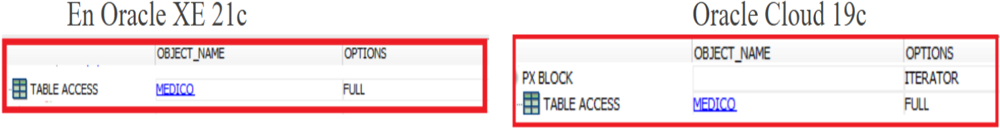 En Oracle XE 21c
OBJECT_NAME OPTIONS
TABLE ACCESS MEDICO FULL
Oracle Cloud 19c
OBJECT_NAME OPTIONS
PX BLOCK ITERATOR
TABLE ACCESS MEDICO FULL